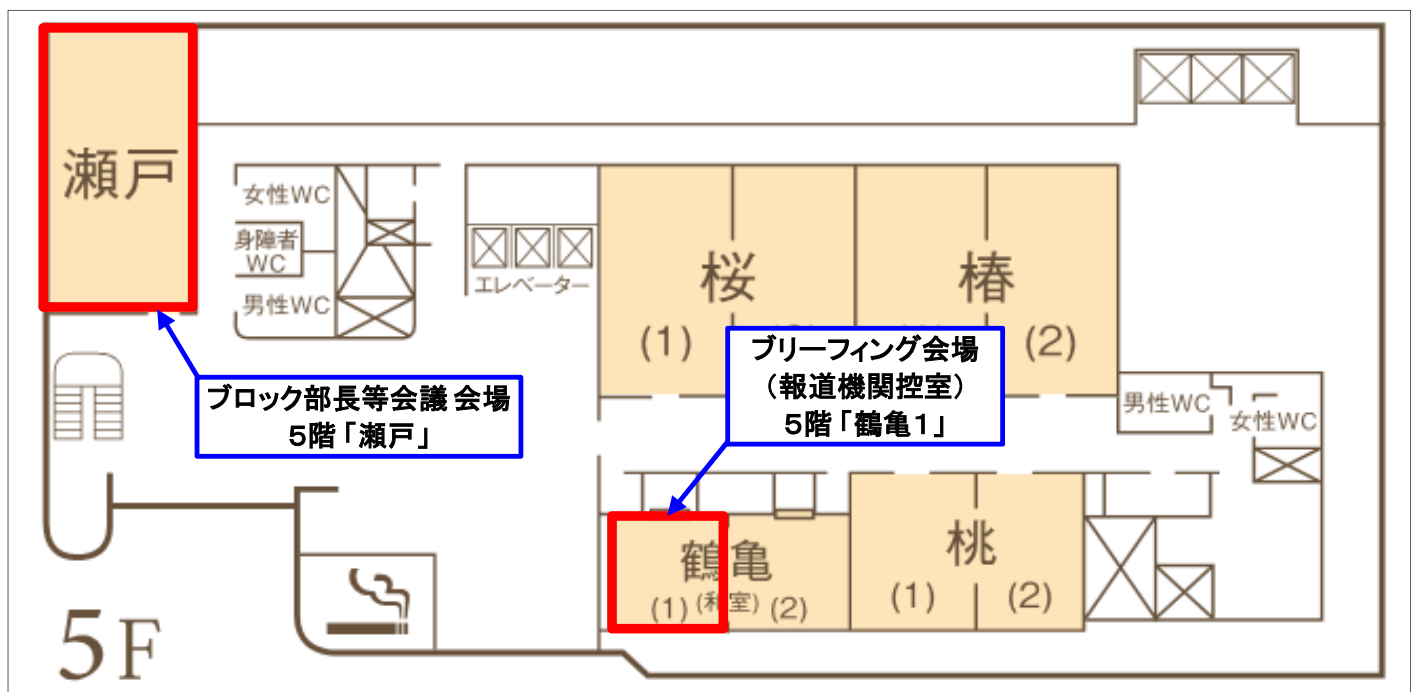 瀬戸
女性WC
身障者
WC
男性WC
エレベーター
桜
(1)
椿
(2)
ブロック部長等会議会場
5階「瀬戸」
ブリーフィング会場
(報道機関控室)
5階「鶴亀1」
男性WC
女性WC
鶴亀
(1)
(和室)
(2)
桃
(1)
(2)
5F